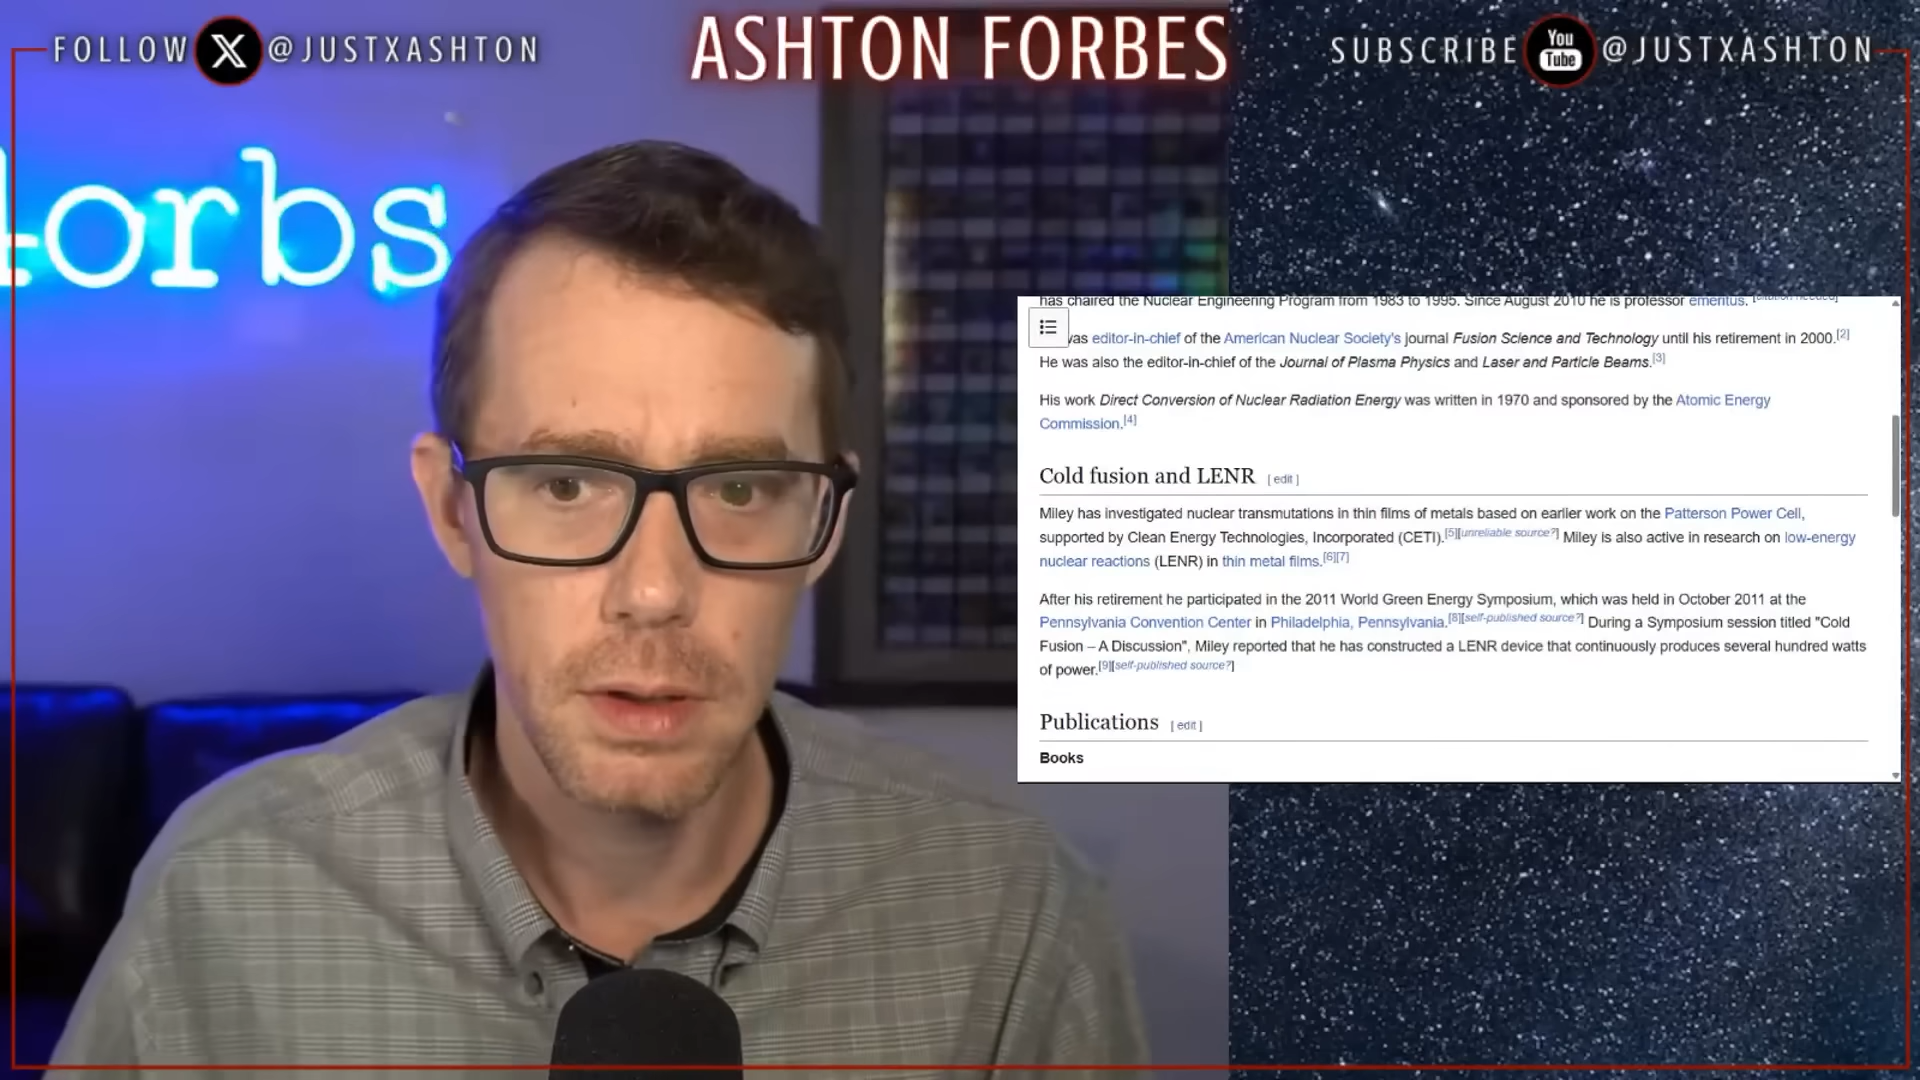 FOLLOW X @JUSTXASHTON
ASHTON FORBES
SUBSCRIBE You Tube @JUSTXASHTON
orbs
has chaired the Nuclear Engineering Program from 1983 to 1995. Since August 2010 he is professor emeritus. [citation needed]
was editor-in-chief of the American Nuclear Society's journal Fusion Science and Technology until his retirement in 2000.[2]
He was also the editor-in-chief of the Journal of Plasma Physics and Laser and Particle Beams.[3]
His work Direct Conversion of Nuclear Radiation Energy was written in 1970 and sponsored by the Atomic Energy
Commission.[4]
Cold fusion and LENR [ edit ]
Miley has investigated nuclear transmutations in thin films of metals based on earlier work on the Patterson Power Cell,
supported by Clean Energy Technologies, Incorporated (CETI).[5][unreliable source?] Miley is also active in research on low-energy
nuclear reactions (LENR) in thin metal films.[6][7]
After his retirement he participated in the 2011 World Green Energy Symposium, which was held in October 2011 at the
Pennsylvania Convention Center in Philadelphia, Pennsylvania.[8][self-published source?] During a Symposium session titled "Cold
Fusion – A Discussion", Miley reported that he has constructed a LENR device that continuously produces several hundred watts
of power.[9][self-published source?]
Publications [ edit ]
Books